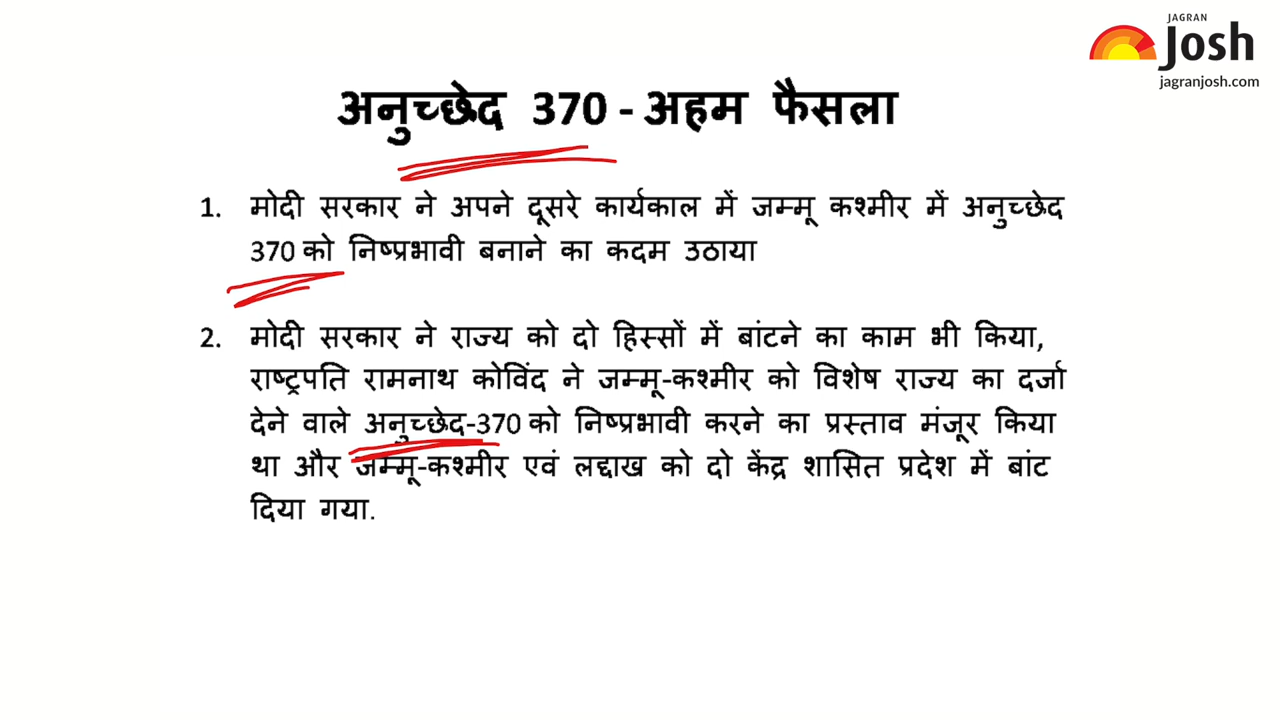 JAGRAN
Josh
jagranjosh.com
अनुच्छेद 370 - अहम फैसला
1. मोदी सरकार ने अपने दूसरे कार्यकाल में जम्मू कश्मीर में अनुच्छेद
370 को निष्प्रभावी बनाने का कदम उठाया
2. मोदी सरकार ने राज्य को दो हिस्सों में बांटने का काम भी किया,
राष्ट्रपति रामनाथ कोविंद ने जम्मू-कश्मीर को विशेष राज्य का दर्जा
देने वाले अनुच्छेद-370 को निष्प्रभावी करने का प्रस्ताव मंजूर किया
था और जम्मू-कश्मीर एवं लद्दाख को दो केंद्र शासित प्रदेश में बांट
दिया गया.